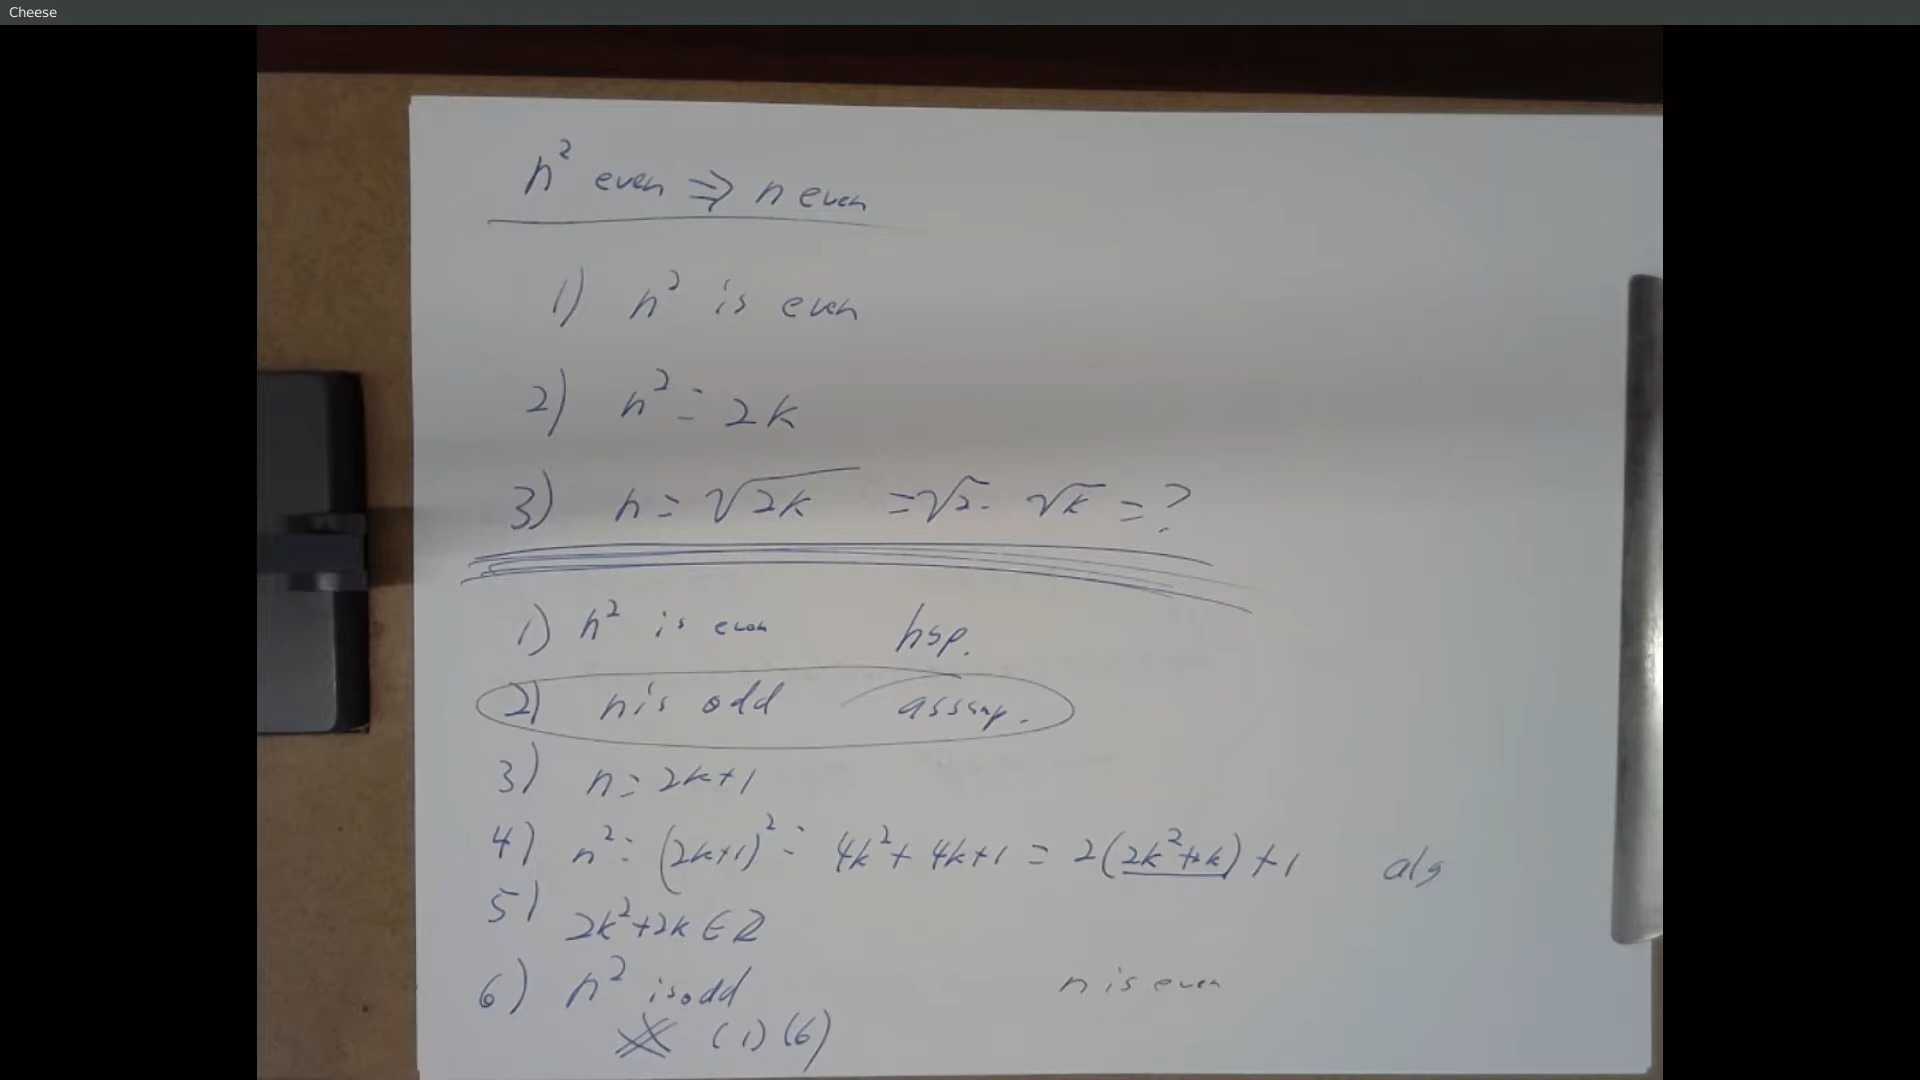 Cheese
n² even ⇒ n even
1) n² is even
2) n² = 2k
3) n = √2k = √2 · √k = ?
1) n² is even hyp.
2) n is odd assump.
3) n = 2k+1
4) n² = (2k+1)² = 4k² + 4k+1 = 2(2k²+2k) + 1 alg
5) 2k²+2k ∈ ℤ
6) n² is odd n is even
(1) (6)